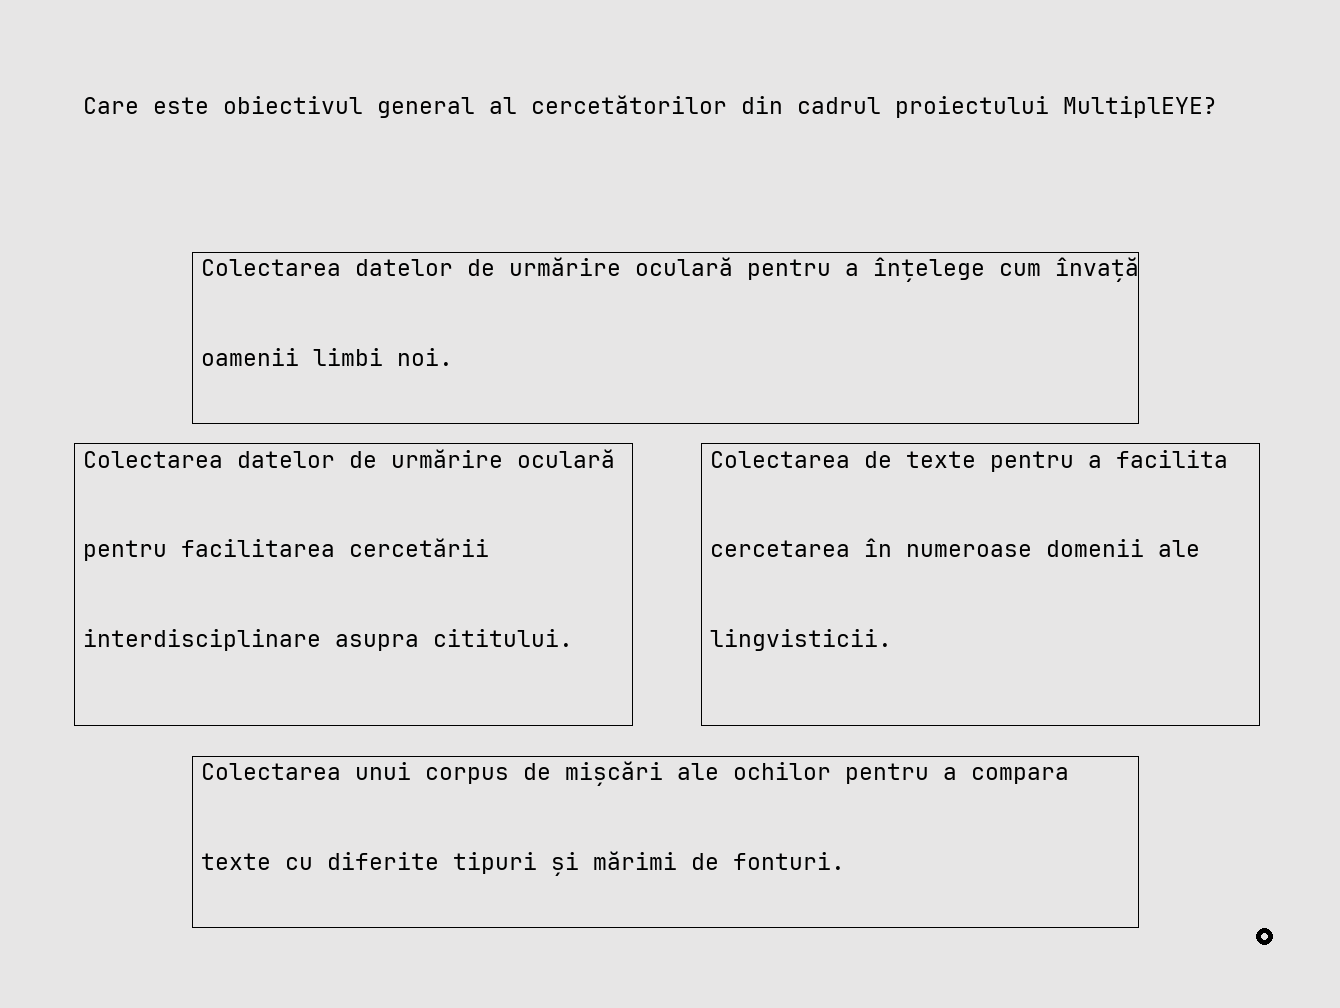 Care este obiectivul general al cercetătorilor din cadrul proiectului MultiplEYE?
Colectarea datelor de urmărire oculară pentru a înțelege cum învață
oamenii limbi noi.
Colectarea datelor de urmărire oculară
pentru facilitarea cercetării
interdisciplinare asupra cititului.
Colectarea de texte pentru a facilita
cercetarea în numeroase domenii ale
lingvisticii.
Colectarea unui corpus de mișcări ale ochilor pentru a compara
texte cu diferite tipuri și mărimi de fonturi.